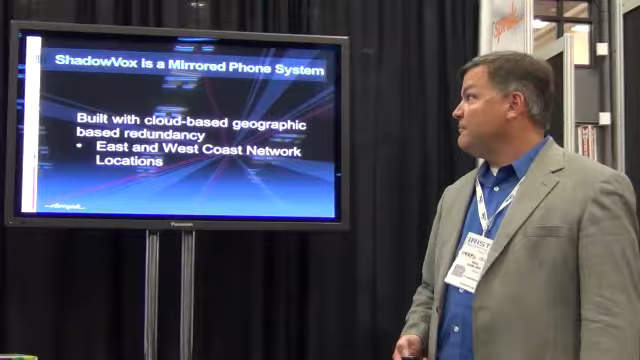 ShadowVox is a Mirrored Phone System
Built with cloud-based geographic
based redundancy
• East and West Coast Network
Locations
Panasonic